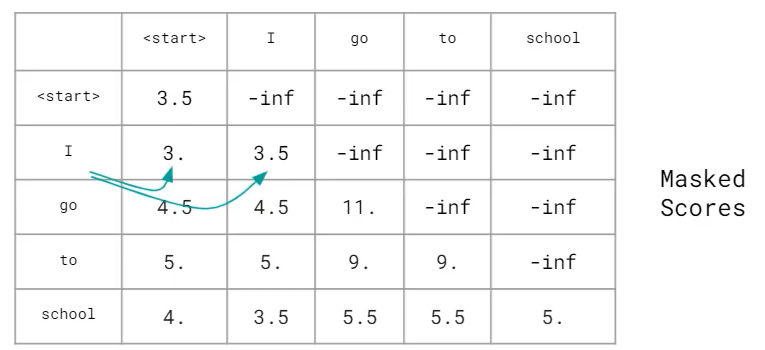 <start> I go to school
<start> 3.5 -inf -inf -inf -inf
I 3. 3.5 -inf -inf -inf
go 4.5 4.5 11. -inf -inf
to 5. 5. 9. 9. -inf
school 4. 3.5 5.5 5.5 5.
Masked
Scores